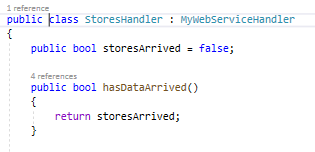 1 reference
public class StoresHandler : MyWebServiceHandler
{
public bool storesArrived = false;
4 references
public bool hasDataArrived()
{
return storesArrived;
}